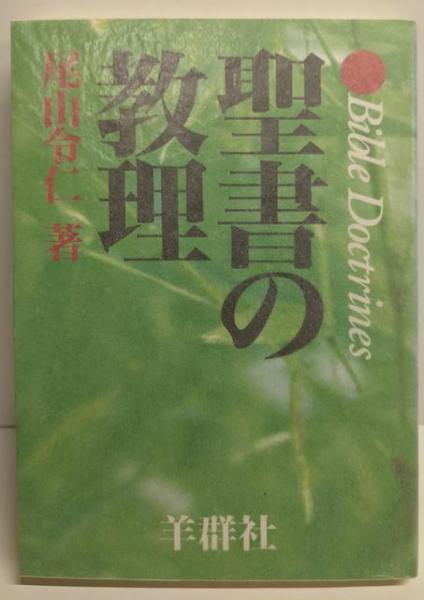 Bible Doctrines
聖書の
教理
尾山令仁 著
羊群社